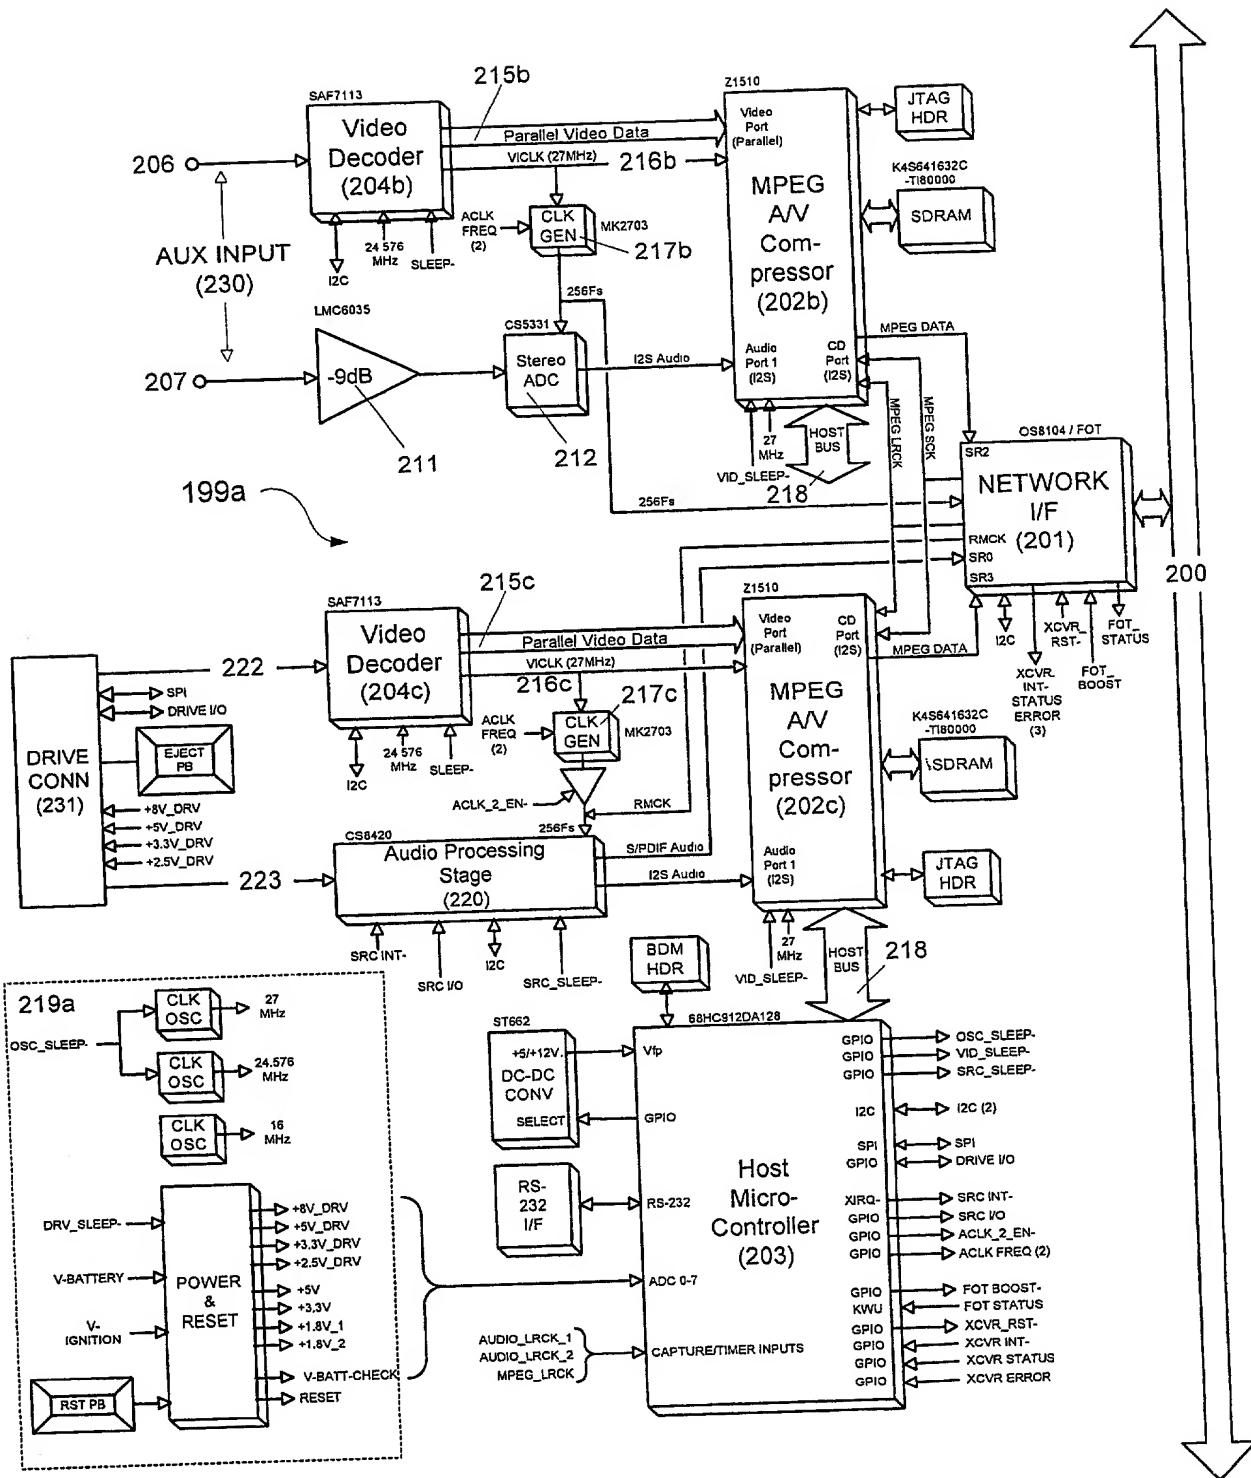 215b
SAF7113
Video
Decoder
(204b)
206
Parallel Video Data
VICLK (27MHz)
216b
Z1510
Video
Port
(Parallel)
MPEG
A/V
Com-
pressor
(202b)
Audio
Port 1
(I2S)
CD
Port
(I2S)
JTAG
HDR
K4S641632C
-TI80000
SDRAM
ACLK
FREQ
(2)
CLK
GEN
MK2703
217b
I2C
24 576
MHz
SLEEP-
AUX INPUT
(230)
256Fs
LMC6035
-9dB
207
211
CS5331
Stereo
ADC
212
I2S Audio
MPEG DATA
MPEG LRCK
MPEG SCK
VID_SLEEP-
27
MHz
HOST
BUS
218
199a
256Fs
OS8104 / FOT
SR2
NETWORK
I/F
(201)
RMCK
SR0
SR3
200
I2C
XCVR_
INT-
STATUS
ERROR
(3)
XCVR_
RST-
FOT_
BOOST
FOT_
STATUS
215c
SAF7113
Video
Decoder
(204c)
Parallel Video Data
VICLK (27MHz)
216c
217c
Z1510
Video
Port
(Parallel)
CD
Port
(I2S)
MPEG
A/V
Com-
pressor
(202c)
Audio
Port 1
(I2S)
MPEG DATA
K4S641632C
-TI80000
\SDRAM
JTAG
HDR
222
SPI
DRIVE I/O
DRIVE
CONN
(231)
EJECT
PB
+8V_DRV
+5V_DRV
+3.3V_DRV
+2.5V_DRV
223
I2C
24 576
MHz
SLEEP-
ACLK
FREQ
(2)
CLK
GEN
MK2703
ACLK_2_EN-
RMCK
256Fs
CS8420
Audio Processing
Stage
(220)
S/PDIF Audio
I2S Audio
SRC INT-
SRC I/O
I2C
SRC_SLEEP-
VID_SLEEP-
27
MHz
HOST
BUS
218
219a
OSC_SLEEP-
CLK
OSC
27
MHz
CLK
OSC
24.576
MHz
CLK
OSC
16
MHz
DRV_SLEEP-
V-BATTERY
V-
IGNITION
RST PB
POWER
&
RESET
+8V_DRV
+5V_DRV
+3.3V_DRV
+2.5V_DRV
+5V
+3.3V
+1.8V_1
+1.8V_2
V-BATT-CHECK
RESET
BDM
HDR
ST662
+5/+12V.
DC-DC
CONV
SELECT
RS-
232
I/F
68HC912DA128
Vfp
GPIO
RS-232
ADC 0-7
AUDIO_LRCK_1
AUDIO_LRCK_2
MPEG_LRCK
CAPTURE/TIMER INPUTS
Host
Micro-
Controller
(203)
GPIO OSC_SLEEP-
GPIO VID_SLEEP-
GPIO SRC_SLEEP-
I2C I2C (2)
SPI SPI
GPIO DRIVE I/O
XIRQ- SRC INT-
GPIO SRC I/O
GPIO ACLK_2_EN-
GPIO ACLK FREQ (2)
GPIO FOT BOOST-
KWU FOT STATUS
GPIO XCVR_RST-
GPIO XCVR INT-
GPIO XCVR STATUS
GPIO XCVR ERROR